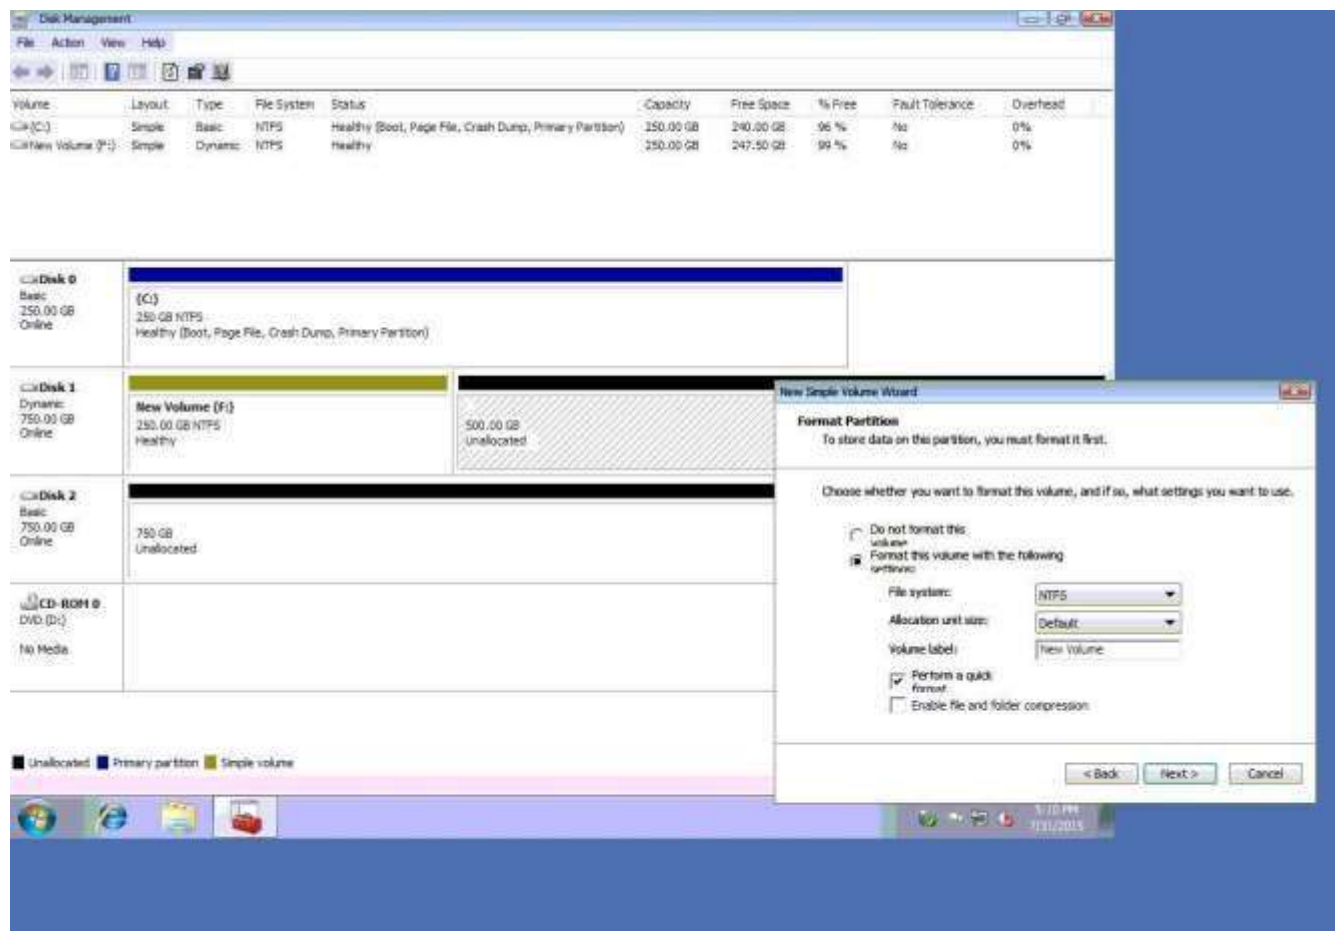 Disk Management
File Action View Help
Volume Layout Type File System Status Capacity Free Space % Free Fault Tolerance Overhead
(C:) Simple Basic NTFS Healthy (Boot, Page File, Crash Dump, Primary Partition) 250.00 GB 240.00 GB 96 % No 0%
New Volume (F:) Simple Dynamic NTFS Healthy 250.00 GB 247.50 GB 99 % No 0%
Disk 0
Basic
250.00 GB
Online
(C:)
250 GB NTFS
Healthy (Boot, Page File, Crash Dump, Primary Partition)
Disk 1
Dynamic
750.00 GB
Online
New Volume (F:)
250.00 GB NTFS
Healthy
500.00 GB
Unallocated
Disk 2
Basic
750.00 GB
Online
750 GB
Unallocated
CD-ROM 0
DVD (D:)
No Media
Unallocated Primary partition Simple volume
New Simple Volume Wizard
Format Partition
To store data on this partition, you must format it first.
Choose whether you want to format this volume, and if so, what settings you want to use.
Do not format this
volume
Format this volume with the following
settings:
File system: NTFS
Allocation unit size: Default
Volume label: New Volume
Perform a quick
format
Enable file and folder compression
< Back Next > Cancel
5:10 PM
7/31/2015